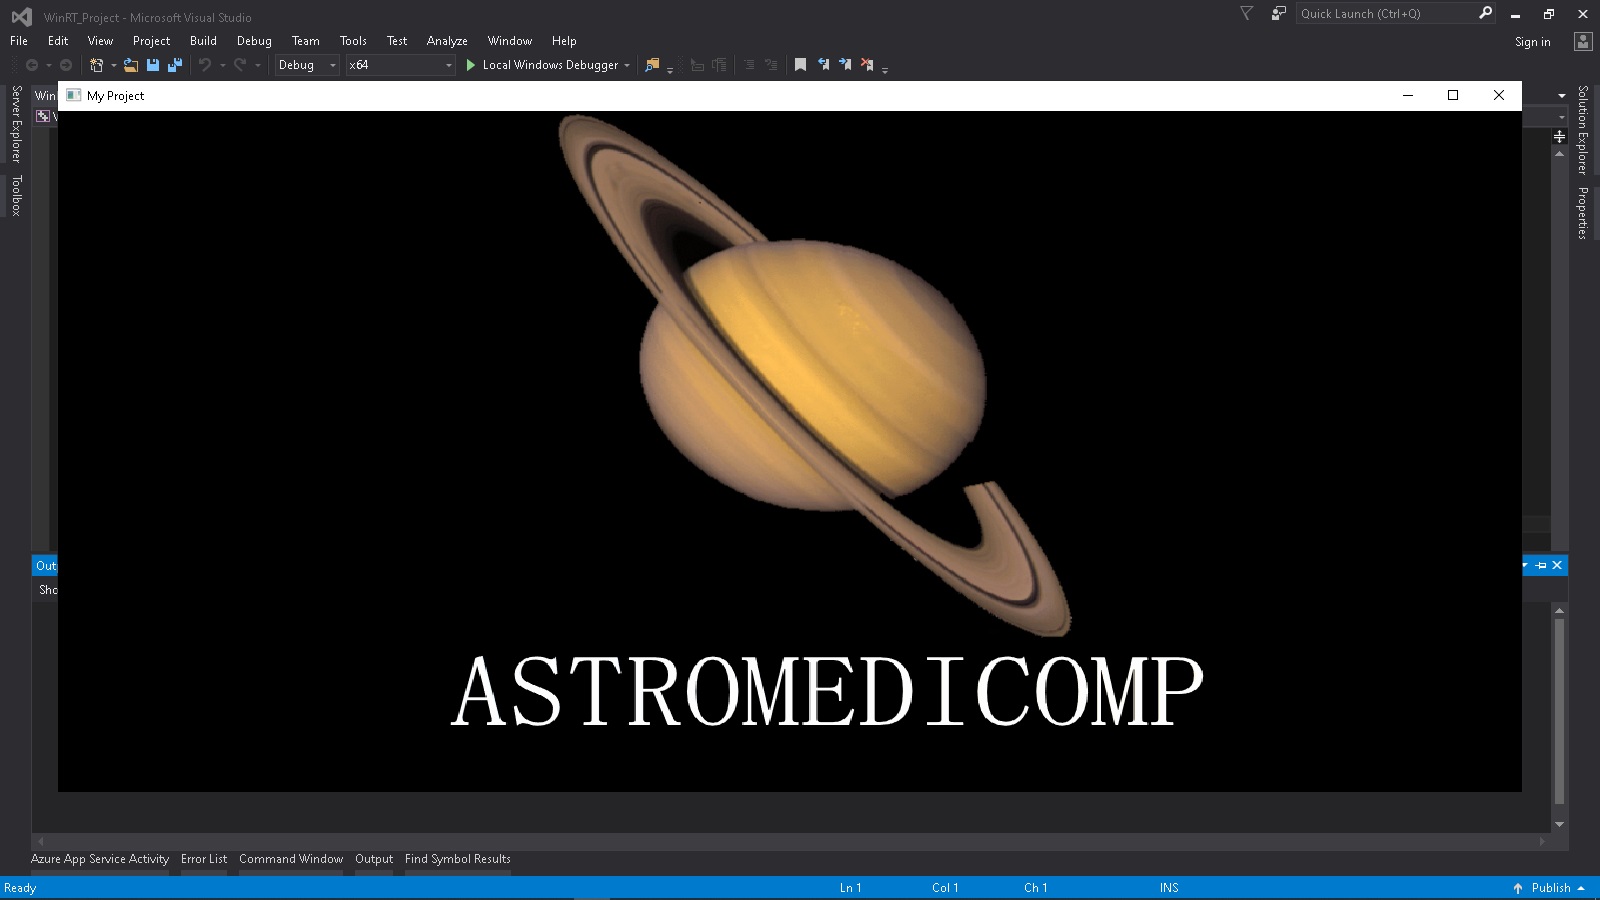 WinRT_Project - Microsoft Visual Studio
Quick Launch (Ctrl+Q)
File Edit View Project Build Debug Team Tools Test Analyze Window Help
Sign in
Debug x64 Local Windows Debugger
Server Explorer
Toolbox
Win
My Project
Solution Explorer
Properties
ASTROMEDICOMP
Out
Sho
Azure App Service Activity Error List Command Window Output Find Symbol Results
Ready Ln 1 Col 1 Ch 1 INS Publish